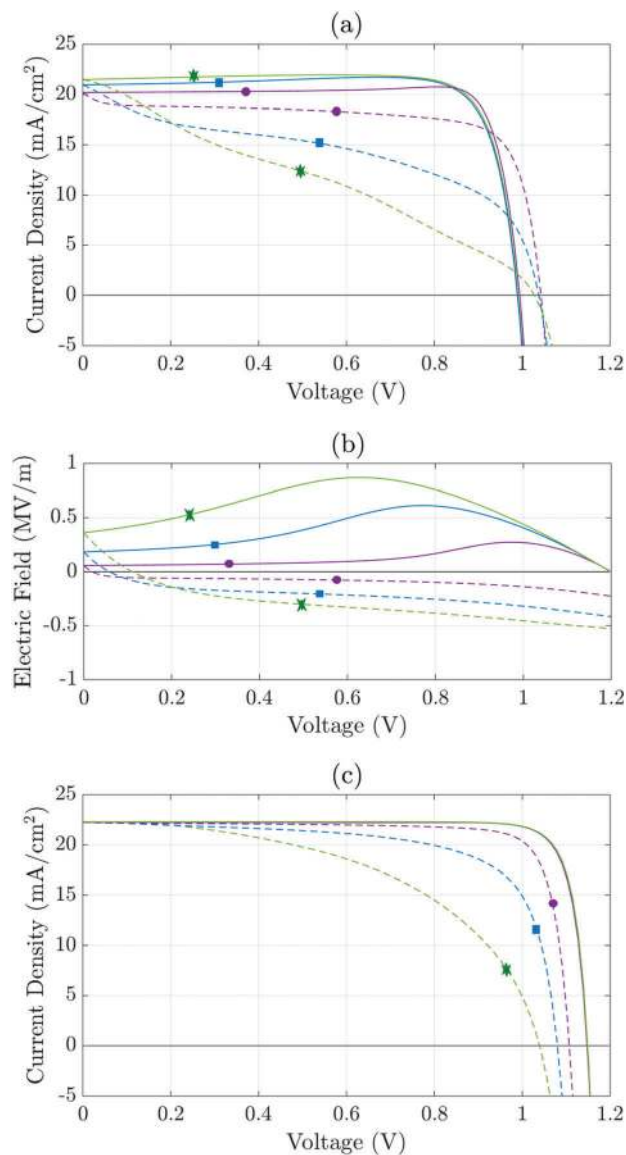 (a)
25
20
15
10
5
0
-5
0 0.2 0.4 0.6 0.8 1 1.2
Current Density (mA/cm²)
Voltage (V)
(b)
1
0.5
0
-0.5
-1
0 0.2 0.4 0.6 0.8 1 1.2
Electric Field (MV/m)
Voltage (V)
(c)
25
20
15
10
5
0
-5
0 0.2 0.4 0.6 0.8 1 1.2
Current Density (mA/cm²)
Voltage (V)